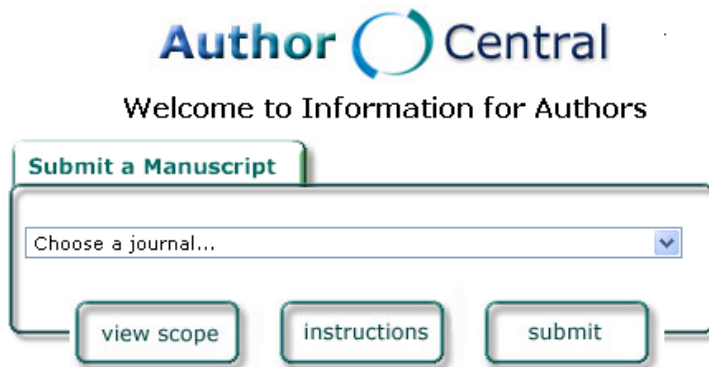 Author Central
Welcome to Information for Authors
Submit a Manuscript
Choose a journal...
view scope instructions submit